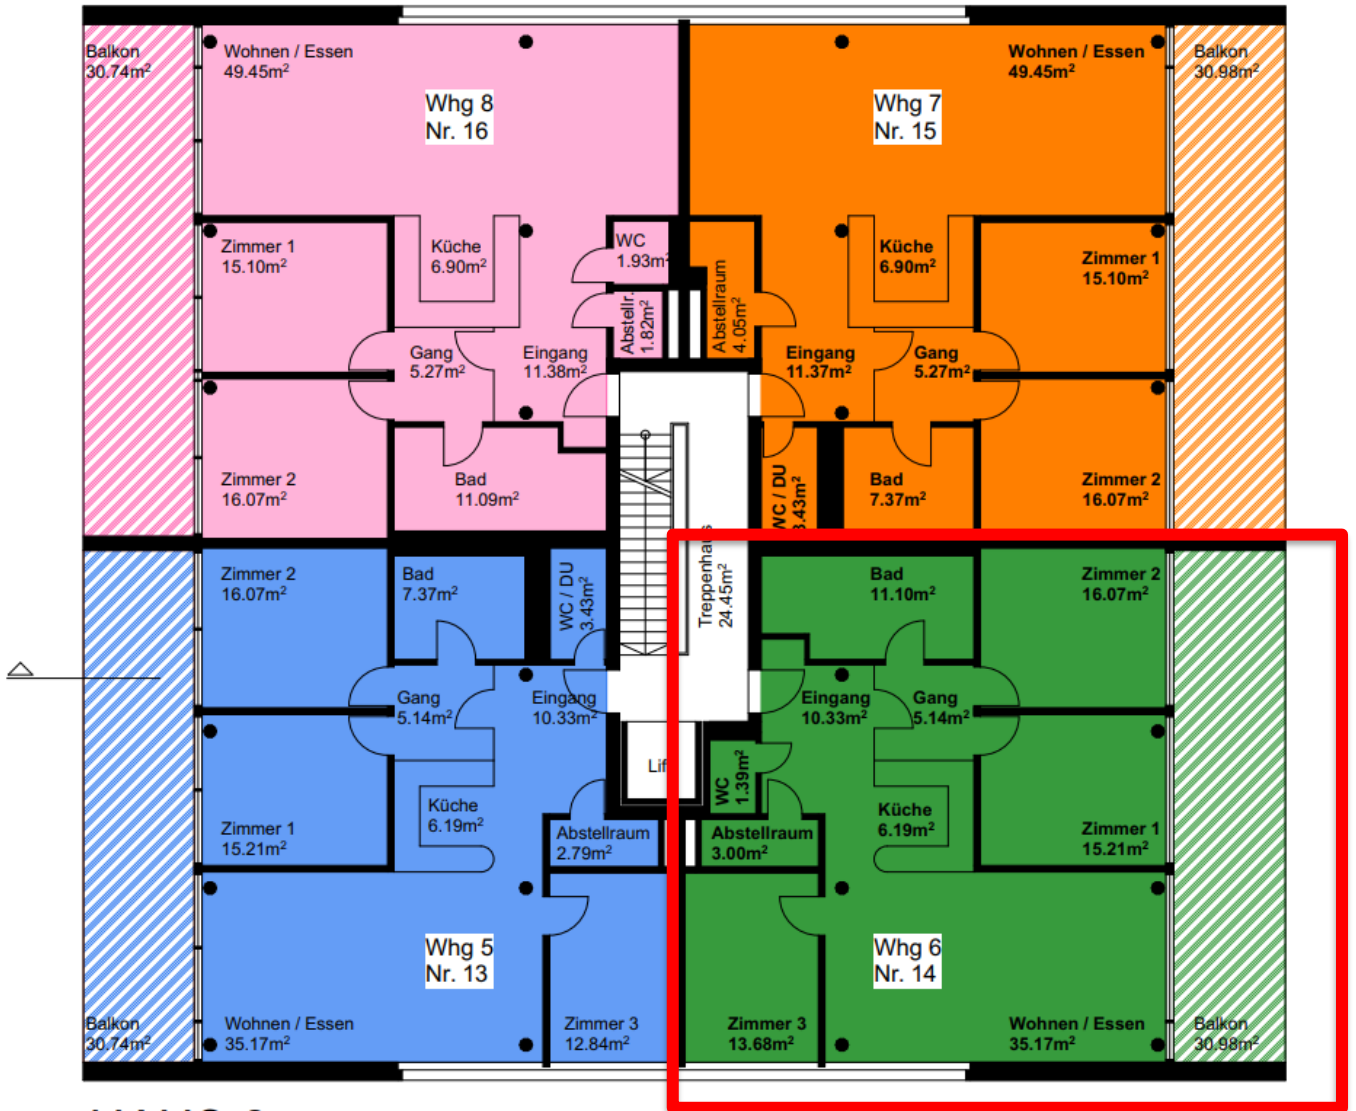 Balkon
30.74m²
Wohnen / Essen
49.45m²
Whg 8
Nr. 16
Zimmer 1
15.10m²
Küche
6.90m²
WC
1.93m²
Abstellr.
1.82m²
Gang
5.27m²
Eingang
11.38m²
Zimmer 2
16.07m²
Bad
11.09m²
Wohnen / Essen
49.45m²
Balkon
30.98m²
Whg 7
Nr. 15
Abstellraum
4.05m²
Küche
6.90m²
Zimmer 1
15.10m²
Eingang
11.37m²
Gang
5.27m²
WC / DU
3.43m²
Bad
7.37m²
Zimmer 2
16.07m²
Treppenhaus
24.45m²
Zimmer 2
16.07m²
Bad
7.37m²
WC / DU
3.43m²
Gang
5.14m²
Eingang
10.33m²
Küche
6.19m²
Zimmer 1
15.21m²
Abstellraum
2.79m²
Whg 5
Nr. 13
Balkon
30.74m²
Wohnen / Essen
35.17m²
Zimmer 3
12.84m²
Lif
Bad
11.10m²
Zimmer 2
16.07m²
Eingang
10.33m²
Gang
5.14m²
WC
1.39m²
Küche
6.19m²
Zimmer 1
15.21m²
Abstellraum
3.00m²
Whg 6
Nr. 14
Zimmer 3
13.68m²
Wohnen / Essen
35.17m²
Balkon
30.98m²